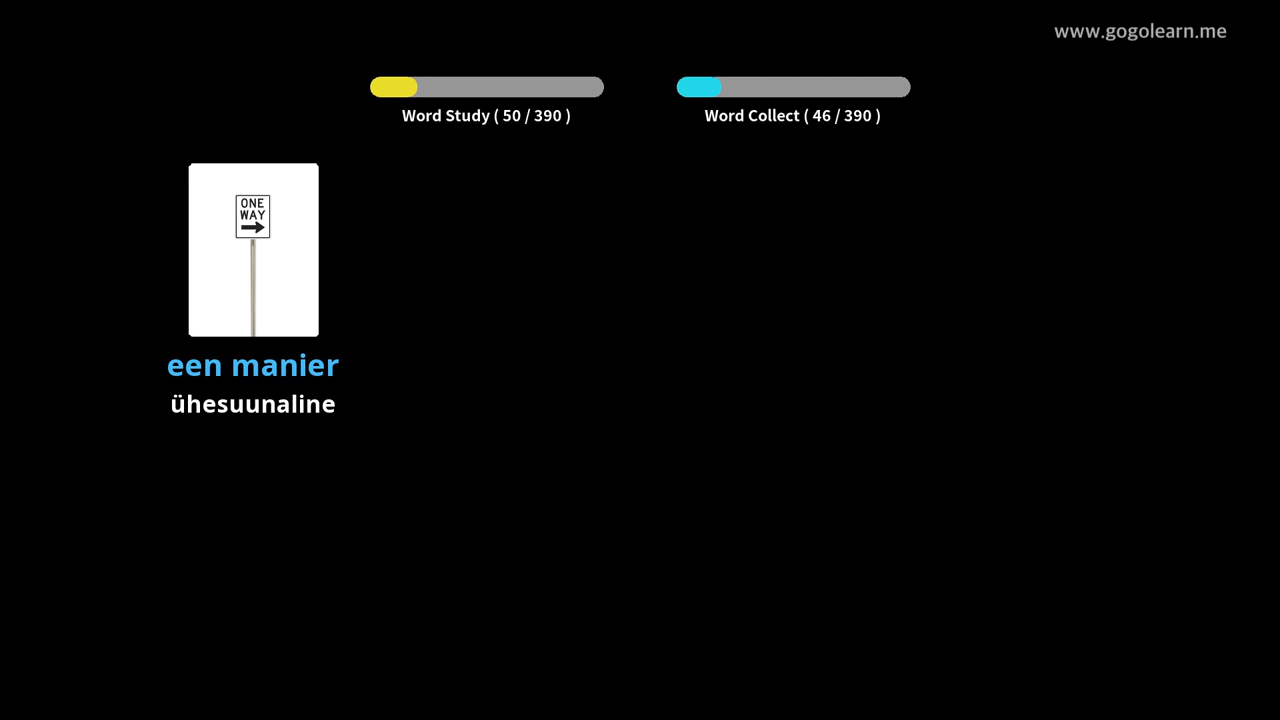 www.gogolearn.me
Word Study ( 50 / 390 )
Word Collect ( 46 / 390 )
ONE
WAY
een manier
ühesuunaline